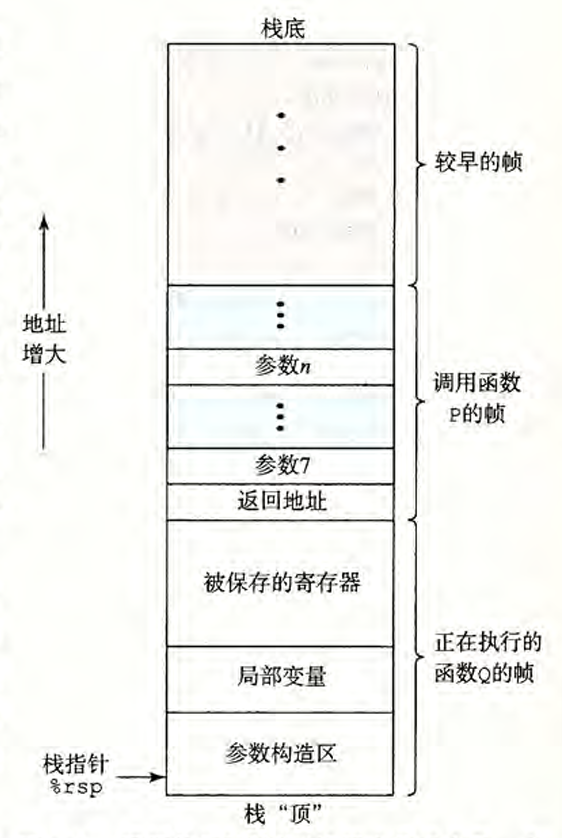 栈底
较早的帧
地址
增大
参数n
调用函数
P的帧
参数7
返回地址
被保存的寄存器
正在执行的
函数Q的帧
局部变量
参数构造区
栈指针
%rsp
栈“顶”